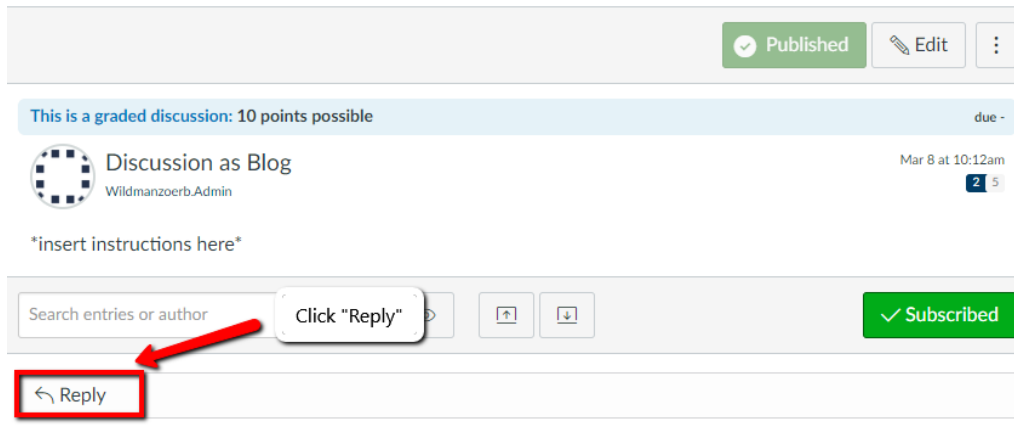 Published
Edit
This is a graded discussion: 10 points possible
due -
Discussion as Blog
Mar 8 at 10:12am
Wildmanzoerb.Admin
2 5
*insert instructions here*
Search entries or author
Click "Reply"
Subscribed
Reply